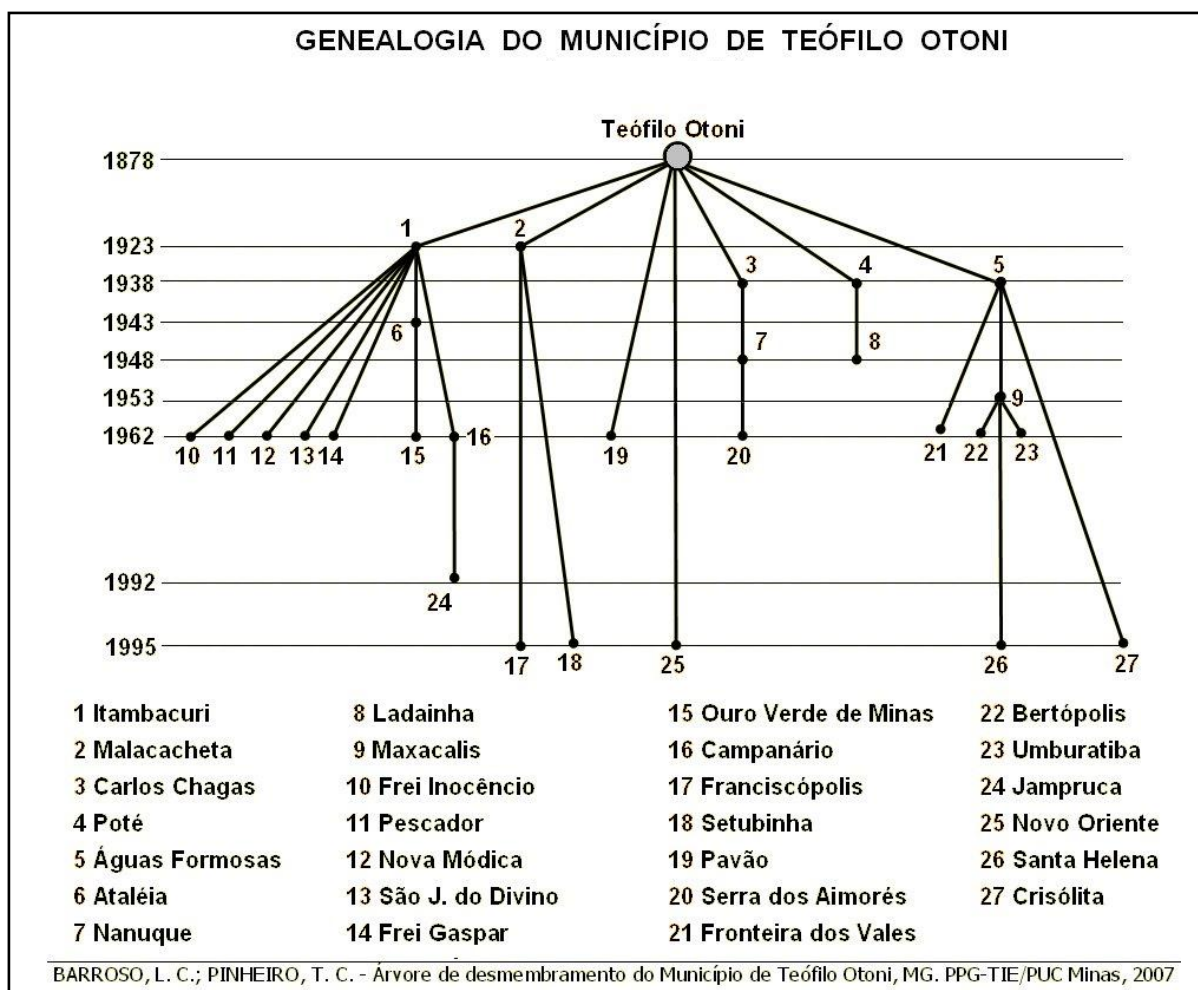 GENEALOGIA DO MUNICÍPIO DE TEÓFILO OTONI
Teófilo Otoni
1878
1 2
1923
3 4 5
1938
1943
6
7 8
1948
1953
9
1962
16
10 11 12 13 14 15 19 20 21 22 23
1992
24
1995
17 18 25 26 27
1 Itambacuri 8 Ladainha 15 Ouro Verde de Minas 22 Bertópolis
2 Malacacheta 9 Maxacalis 16 Campanário 23 Umburatiba
3 Carlos Chagas 10 Frei Inocêncio 17 Franciscópolis 24 Jampruca
4 Poté 11 Pescador 18 Setubinha 25 Novo Oriente
5 Águas Formosas 12 Nova Módica 19 Pavão 26 Santa Helena
6 Ataléia 13 São J. do Divino 20 Serra dos Aimorés 27 Crisólita
7 Nanuque 14 Frei Gaspar 21 Fronteira dos Vales
BARROSO, L. C.; PINHEIRO, T. C. - Árvore de desmembramento do Município de Teófilo Otoni, MG. PPG-TIE/PUC Minas, 2007